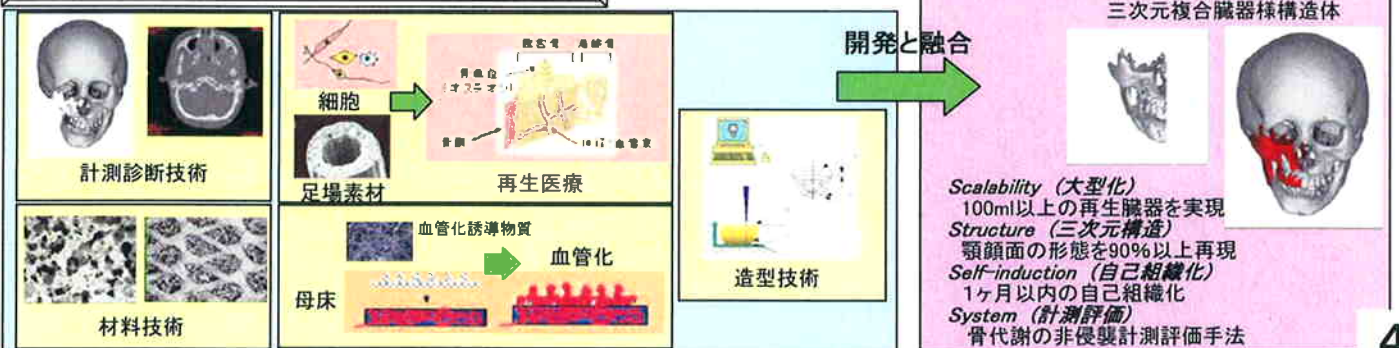 計測診断技術
材料技術
細胞
足場素材
再生医療
血管化誘導物質
血管化
母床
造型技術
開発と融合
三次元複合臓器様構造体
Scalability (大型化)
100ml以上の再生臓器を実現
Structure (三次元構造)
顎顔面の形態を90%以上再現
Self-induction (自己組織化)
1ヶ月以内の自己組織化
System (計測評価)
骨代謝の非侵襲計測評価手法